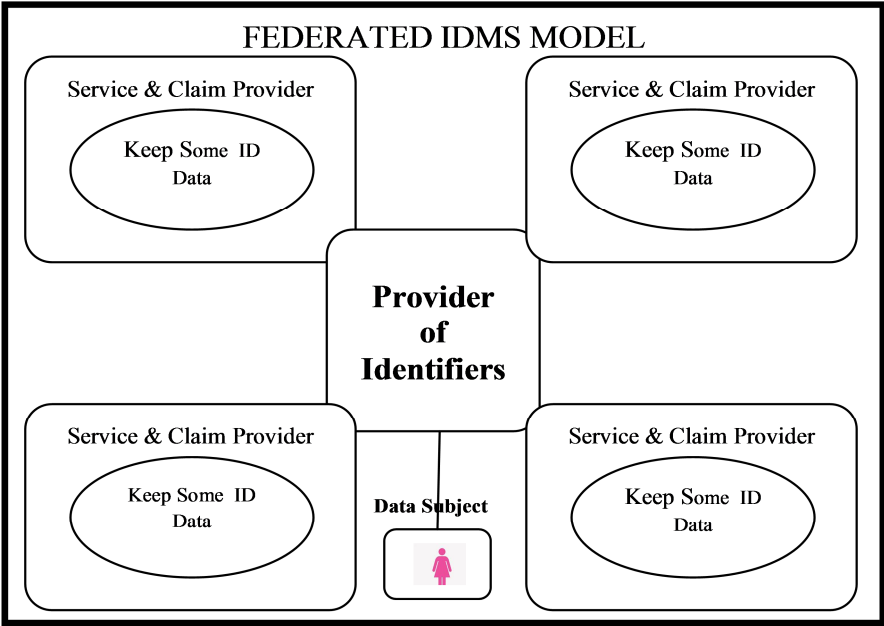 FEDERATED IDMS MODEL
Service & Claim Provider
Keep Some ID
Data
Service & Claim Provider
Keep Some ID
Data
Provider
of
Identifiers
Service & Claim Provider
Keep Some ID
Data
Data Subject
Service & Claim Provider
Keep Some ID
Data